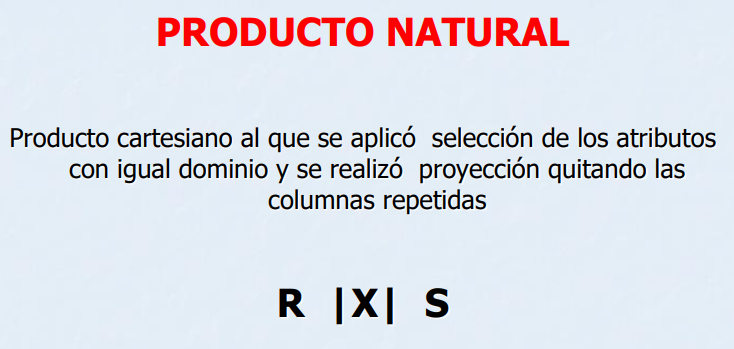 PRODUCTO NATURAL
Producto cartesiano al que se aplicó selección de los atributos
con igual dominio y se realizó proyección quitando las
columnas repetidas
R |X| S